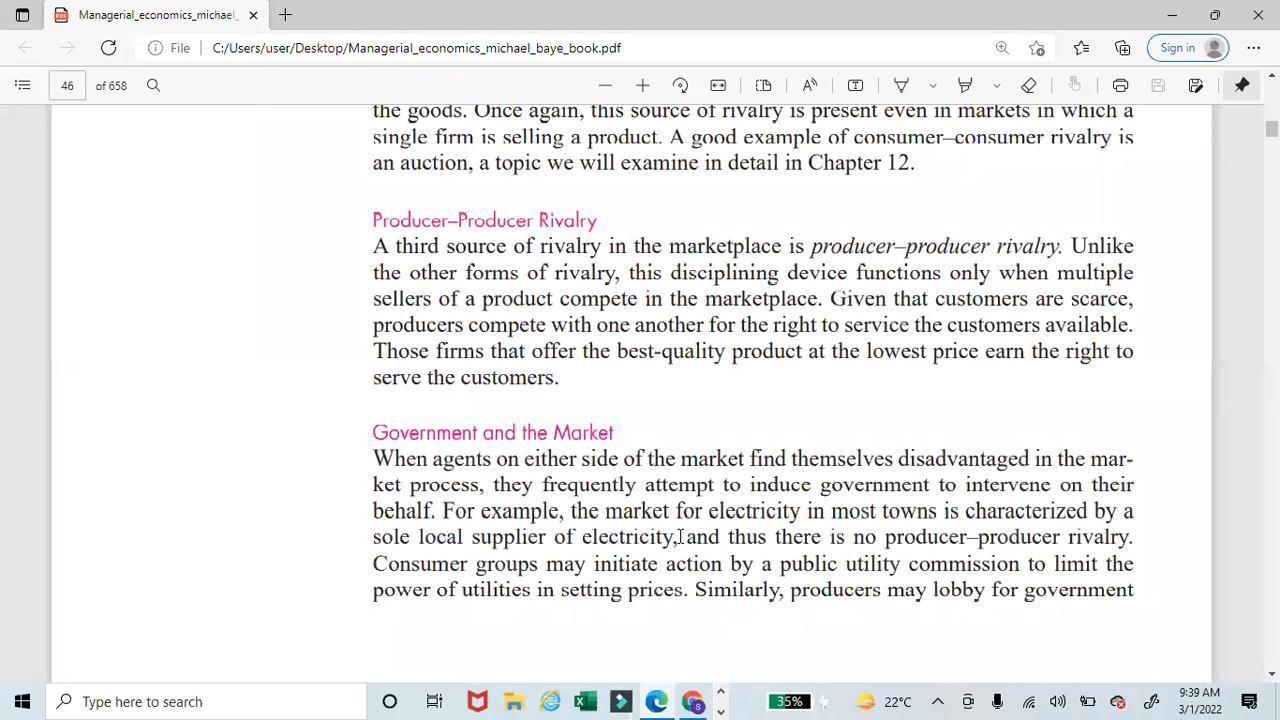 Managerial_economics_michael_
File
C:/Users/user/Desktop/Managerial_economics_michael_baye_book.pdf
Sign in
46 of 658
the goods. Once again, this source of rivalry is present even in markets in which a
single firm is selling a product. A good example of consumer–consumer rivalry is
an auction, a topic we will examine in detail in Chapter 12.
Producer–Producer Rivalry
A third source of rivalry in the marketplace is producer–producer rivalry. Unlike
the other forms of rivalry, this disciplining device functions only when multiple
sellers of a product compete in the marketplace. Given that customers are scarce,
producers compete with one another for the right to service the customers available.
Those firms that offer the best-quality product at the lowest price earn the right to
serve the customers.
Government and the Market
When agents on either side of the market find themselves disadvantaged in the mar-
ket process, they frequently attempt to induce government to intervene on their
behalf. For example, the market for electricity in most towns is characterized by a
sole local supplier of electricity, and thus there is no producer–producer rivalry.
Consumer groups may initiate action by a public utility commission to limit the
power of utilities in setting prices. Similarly, producers may lobby for government
Type here to search
35%
22°C
9:39 AM
3/1/2022